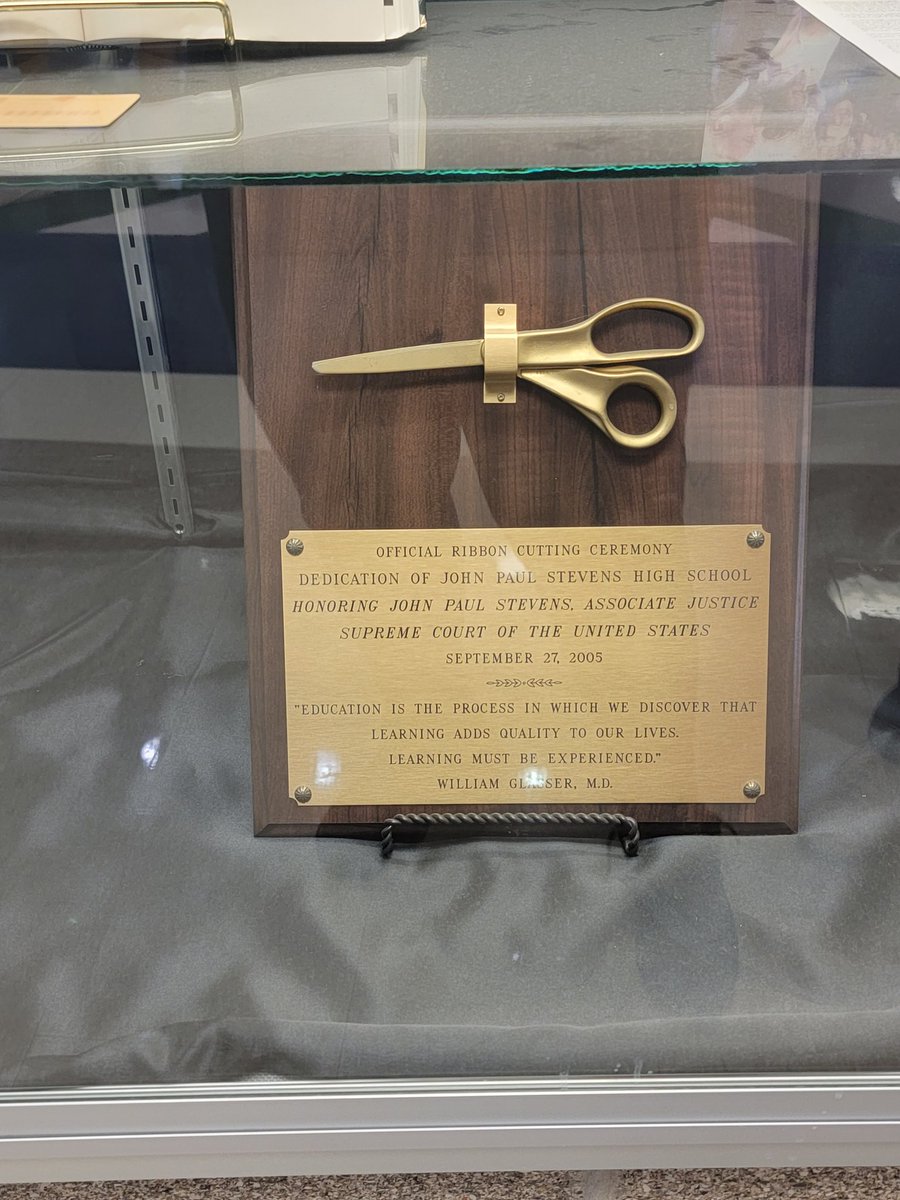 OFFICIAL RIBBON CUTTING CEREMONY
DEDICATION OF JOHN PAUL STEVENS HIGH SCHOOL
HONORING JOHN PAUL STEVENS, ASSOCIATE JUSTICE
SUPREME COURT OF THE UNITED STATES
SEPTEMBER 27, 2005
"EDUCATION IS THE PROCESS IN WHICH WE DISCOVER THAT
LEARNING ADDS QUALITY TO OUR LIVES.
LEARNING MUST BE EXPERIENCED."
WILLIAM GLASSER, M.D.